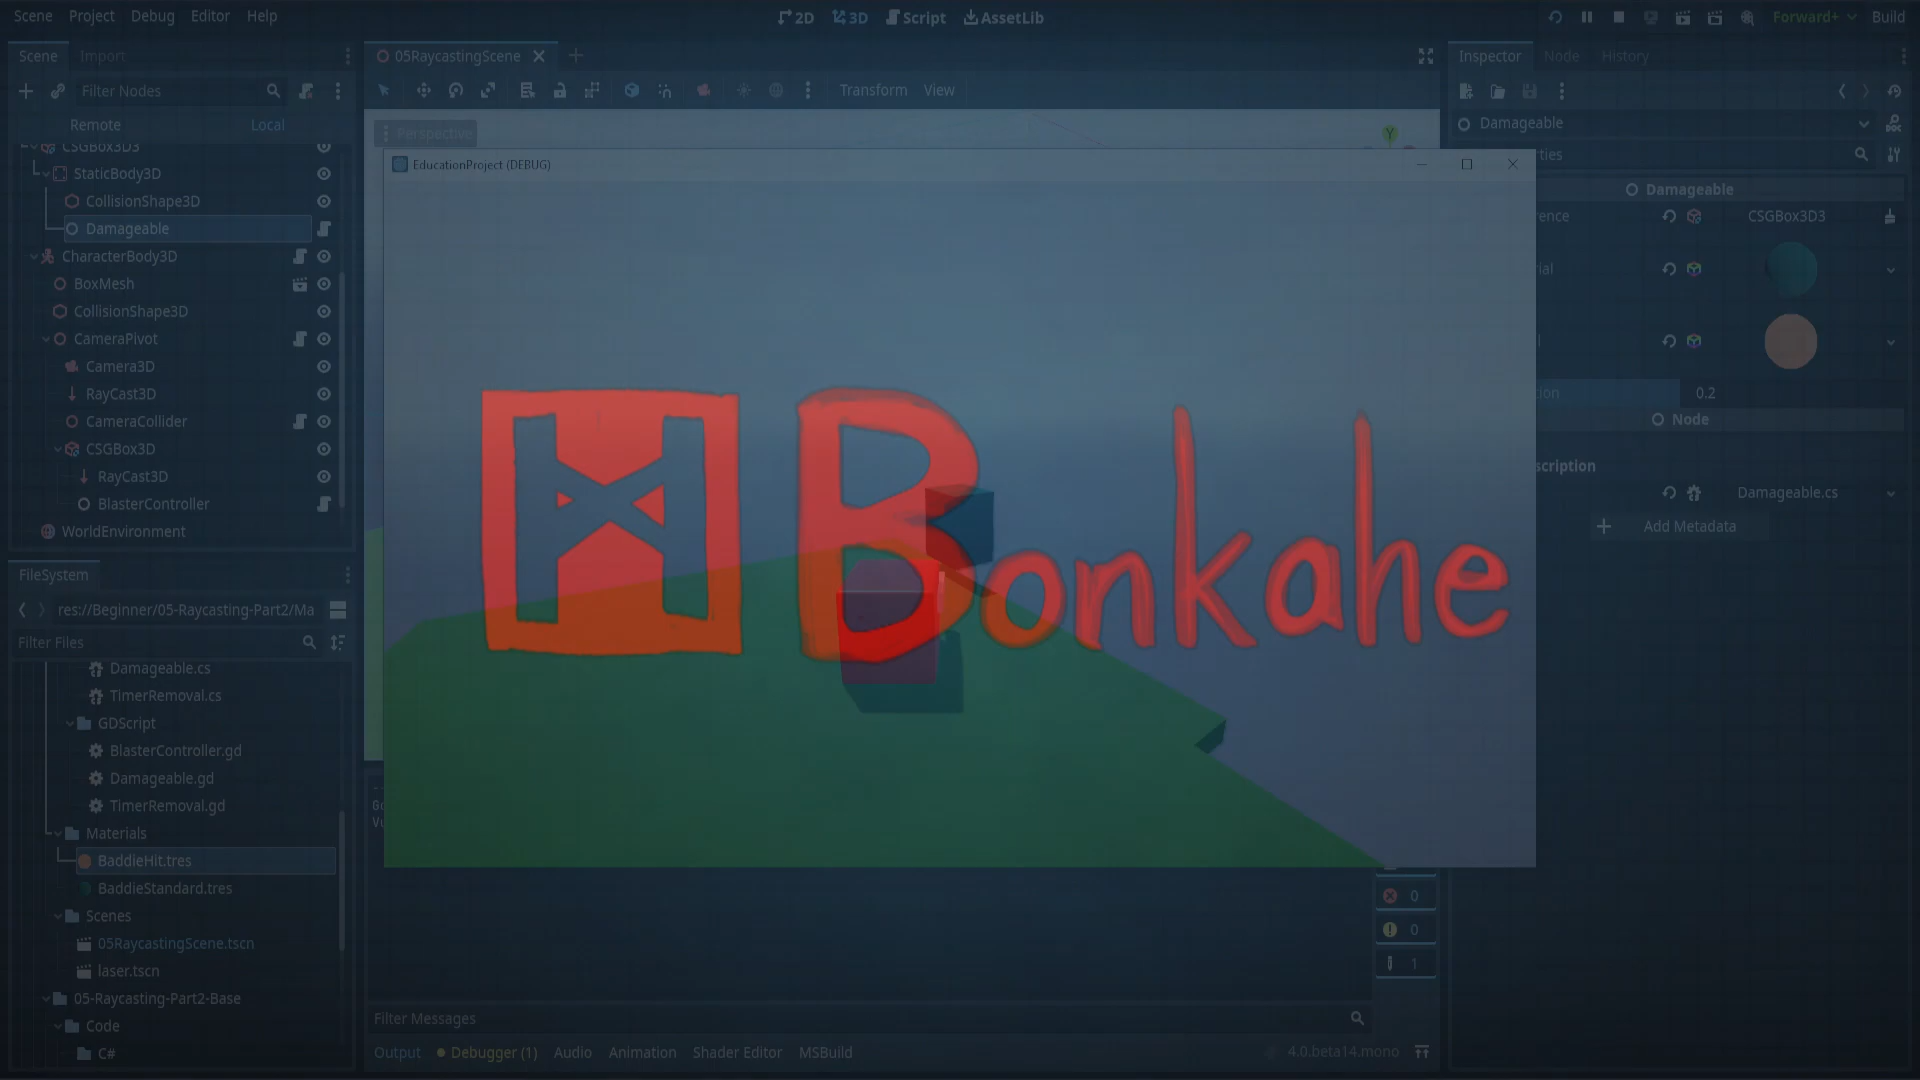 Scene Project Debug Editor Help
2D 3D Script AssetLib
Forward+ Build
Scene Import
Filter Nodes
Remote Local
CSGBox3D3
StaticBody3D
CollisionShape3D
Damageable
CharacterBody3D
BoxMesh
CollisionShape3D
CameraPivot
Camera3D
RayCast3D
CameraCollider
CSGBox3D
RayCast3D
BlasterController
WorldEnvironment
FileSystem
res://Beginner/05-Raycasting-Part2/Ma
Filter Files
Damageable.cs
TimerRemoval.cs
GDScript
BlasterController.gd
Damageable.gd
TimerRemoval.gd
Materials
BaddieHit.tres
BaddieStandard.tres
Scenes
05RaycastingScene.tscn
laser.tscn
05-Raycasting-Part2-Base
Code
C#
05RaycastingScene
Transform View
Perspective
Y
EducationProject (DEBUG)
Bonkahe
0
0
1
Filter Messages
Output Debugger (1) Audio Animation Shader Editor MSBuild
4.0.beta14.mono
Inspector Node History
Damageable
ties
Damageable
ence CSGBox3D3
ial
l
tion 0.2
Node
scription
Damageable.cs
Add Metadata